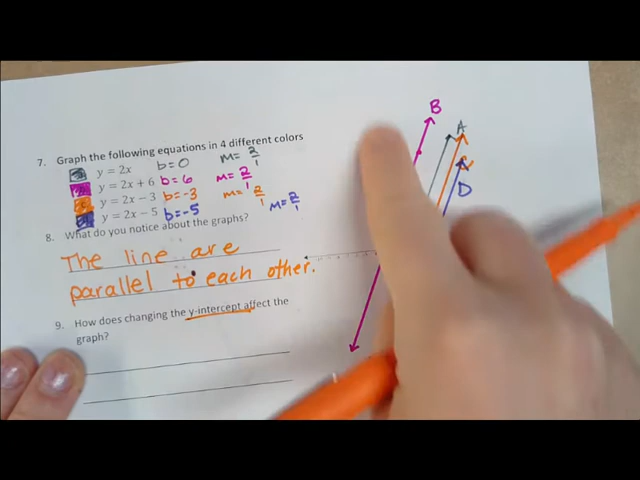 B
7. Graph the following equations in 4 different colors
A
y = 2x b=0 m=2/1
y = 2x + 6 b=6 m=2/1
y = 2x − 3 b=-3 m=2/1
C
y = 2x − 5 b=-5 m=2/1
D
8. What do you notice about the graphs?
The line are
parallel to each other.
9. How does changing the y-intercept affect the
graph?